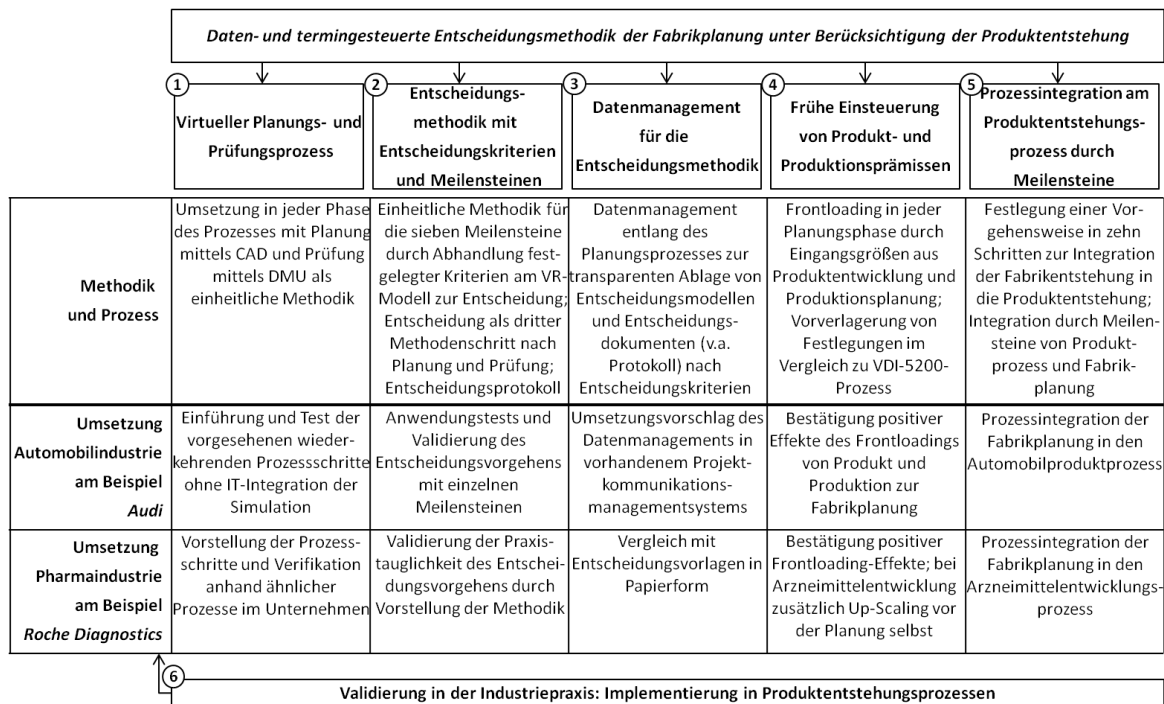 Daten- und termingesteuerte Entscheidungsmethodik der Fabrikplanung unter Berücksichtigung der Produktentstehung
1
Virtueller Planungs- und
Prüfungsprozess
2
Entscheidungs-
methodik mit
Entscheidungskriterien
und Meilensteinen
3
Datenmanagement
für die
Entscheidungsmethodik
4
Frühe Einsteuerung
von Produkt- und
Produktionsprämissen
5
Prozessintegration am
Produktentstehungs-
prozess durch
Meilensteine
Methodik
und Prozess
Umsetzung in jeder Phase
des Prozesses mit Planung
mittels CAD und Prüfung
mittels DMU als
einheitliche Methodik
Einheitliche Methodik für
die sieben Meilensteine
durch Abhandlung fest-
gelegter Kriterien am VR-
Modell zur Entscheidung;
Entscheidung als dritter
Methodenschritt nach
Planung und Prüfung;
Entscheidungsprotokoll
Datenmanagement
entlang des
Planungsprozesses zur
transparenten Ablage von
Entscheidungsmodellen
und Entscheidungs-
dokumenten (v.a.
Protokoll) nach
Entscheidungskriterien
Frontloading in jeder
Planungsphase durch
Eingangsgrößen aus
Produktentwicklung und
Produktionsplanung;
Vorverlagerung von
Festlegungen im
Vergleich zu VDI-5200-
Prozess
Festlegung einer Vor-
gehensweise in zehn
Schritten zur Integration
der Fabrikentstehung in
die Produktentstehung;
Integration durch Meilen-
steine von Produkt-
prozess und Fabrik-
planung
Umsetzung
Automobilindustrie
am Beispiel
Audi
Einführung und Test der
vorgesehenen wieder-
kehrenden Prozessschritte
ohne IT-Integration der
Simulation
Anwendungstests und
Validierung des
Entscheidungsvorgehens
mit einzelnen
Meilensteinen
Umsetzungsvorschlag des
Datenmanagements in
vorhandenem Projekt-
kommunikations-
managementsystems
Bestätigung positiver
Effekte des Frontloadings
von Produkt und
Produktion zur
Fabrikplanung
Prozessintegration der
Fabrikplanung in den
Automobilproduktprozess
Umsetzung
Pharmaindustrie
am Beispiel
Roche Diagnostics
Vorstellung der Prozess-
schritte und Verifikation
anhand ähnlicher
Prozesse im Unternehmen
Validierung der Praxis-
tauglichkeit des Entschei-
dungsvorgehens durch
Vorstellung der Methodik
Vergleich mit
Entscheidungsvorlagen in
Papierform
Bestätigung positiver
Frontloading-Effekte; bei
Arzneimittelentwicklung
zusätzlich Up-Scaling vor
der Planung selbst
Prozessintegration der
Fabrikplanung in den
Arzneimittelentwicklungs-
prozess
6
Validierung in der Industriepraxis: Implementierung in Produktentstehungsprozessen